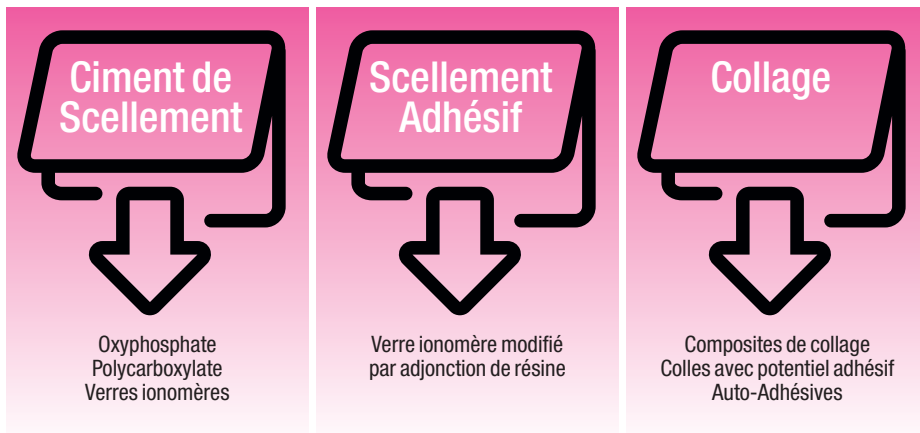 Ciment de
Scellement
Oxyphosphate
Polycarboxylate
Verres ionomères
Scellement
Adhésif
Verre ionomère modifié
par adjonction de résine
Collage
Composites de collage
Colles avec potentiel adhésif
Auto-Adhésives